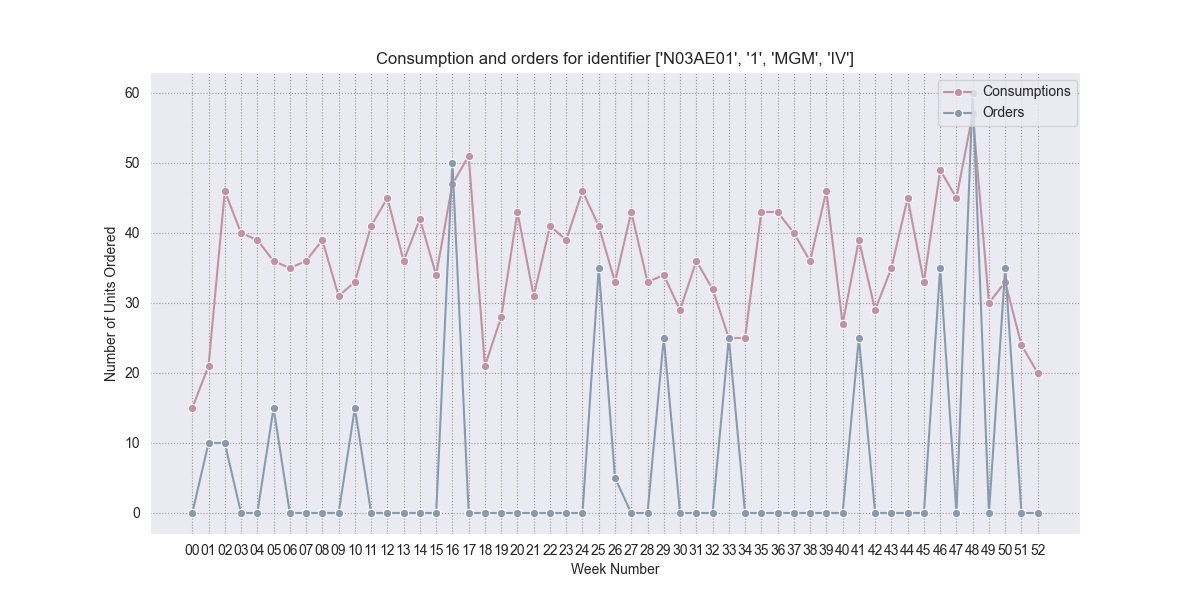 Consumption and orders for identifier ['N03AE01', '1', 'MGM', 'IV']
Consumptions
Orders
Number of Units Ordered
60
50
40
30
20
10
0
00 01 02 03 04 05 06 07 08 09 10 11 12 13 14 15 16 17 18 19 20 21 22 23 24 25 26 27 28 29 30 31 32 33 34 35 36 37 38 39 40 41 42 43 44 45 46 47 48 49 50 51 52
Week Number